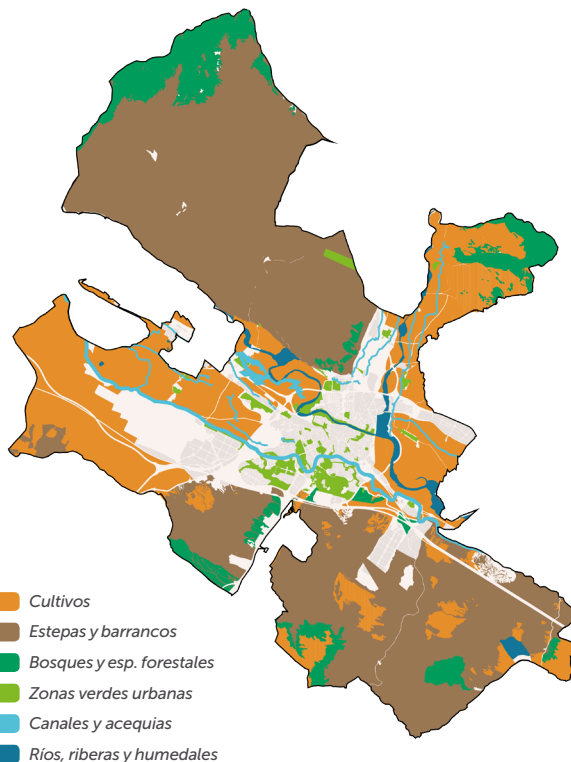 Cultivos
Estepas y barrancos
Bosques y esp. forestales
Zonas verdes urbanas
Canales y acequias
Ríos, riberas y humedales